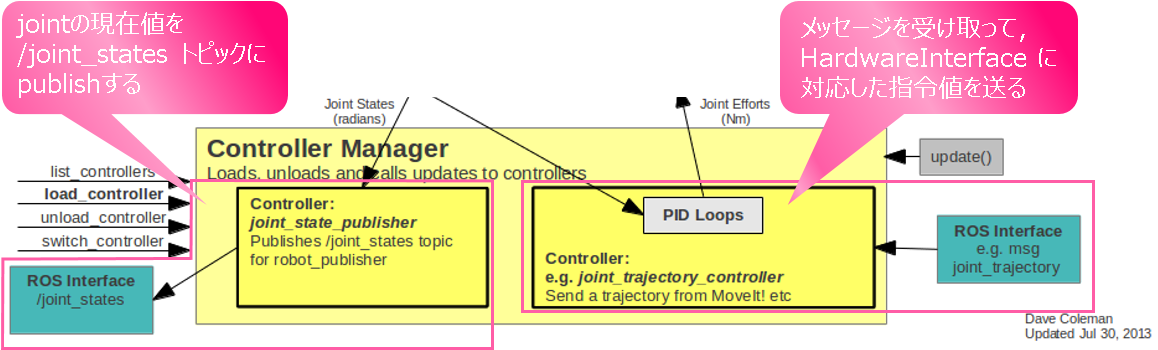 jointの現在値を
/joint_states トピックに
publishする
メッセージを受け取って,
HardwareInterface に
対応した指令値を送る
Joint States
(radians)
Joint Efforts
(Nm)
Controller Manager
Loads, unloads and calls updates to controllers
update()
list_controllers
load_controller
unload_controller
switch_controller
Controller:
joint_state_publisher
Publishes /joint_states topic
for robot_publisher
PID Loops
Controller:
e.g. joint_trajectory_controller
Send a trajectory from MoveIt! etc
ROS Interface
e.g. msg
joint_trajectory
ROS Interface
/joint_states
Dave Coleman
Updated Jul 30, 2013